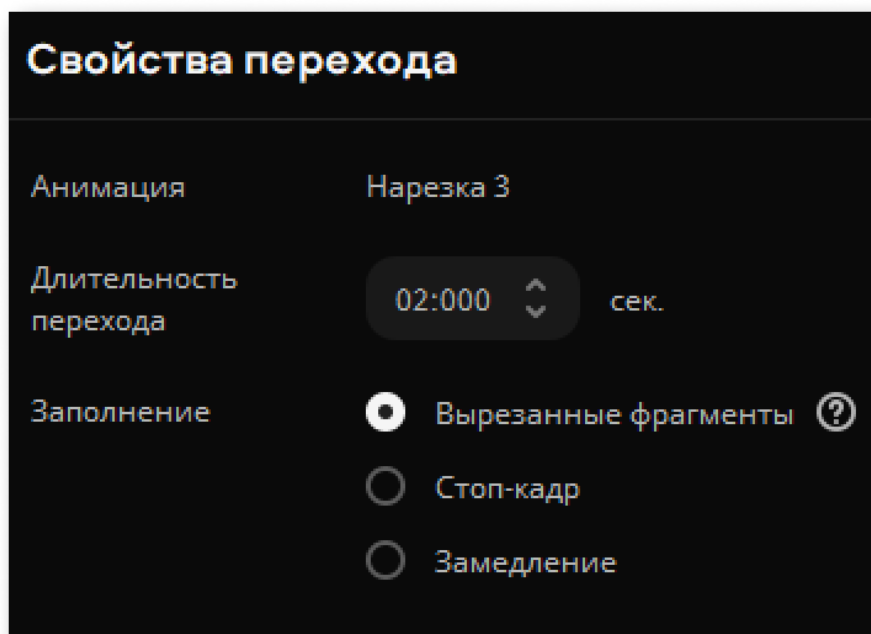 Свойства перехода
Анимация
Нарезка 3
Длительность
перехода
02:000
сек.
Заполнение
Вырезанные фрагменты ?
Стоп-кадр
Замедление